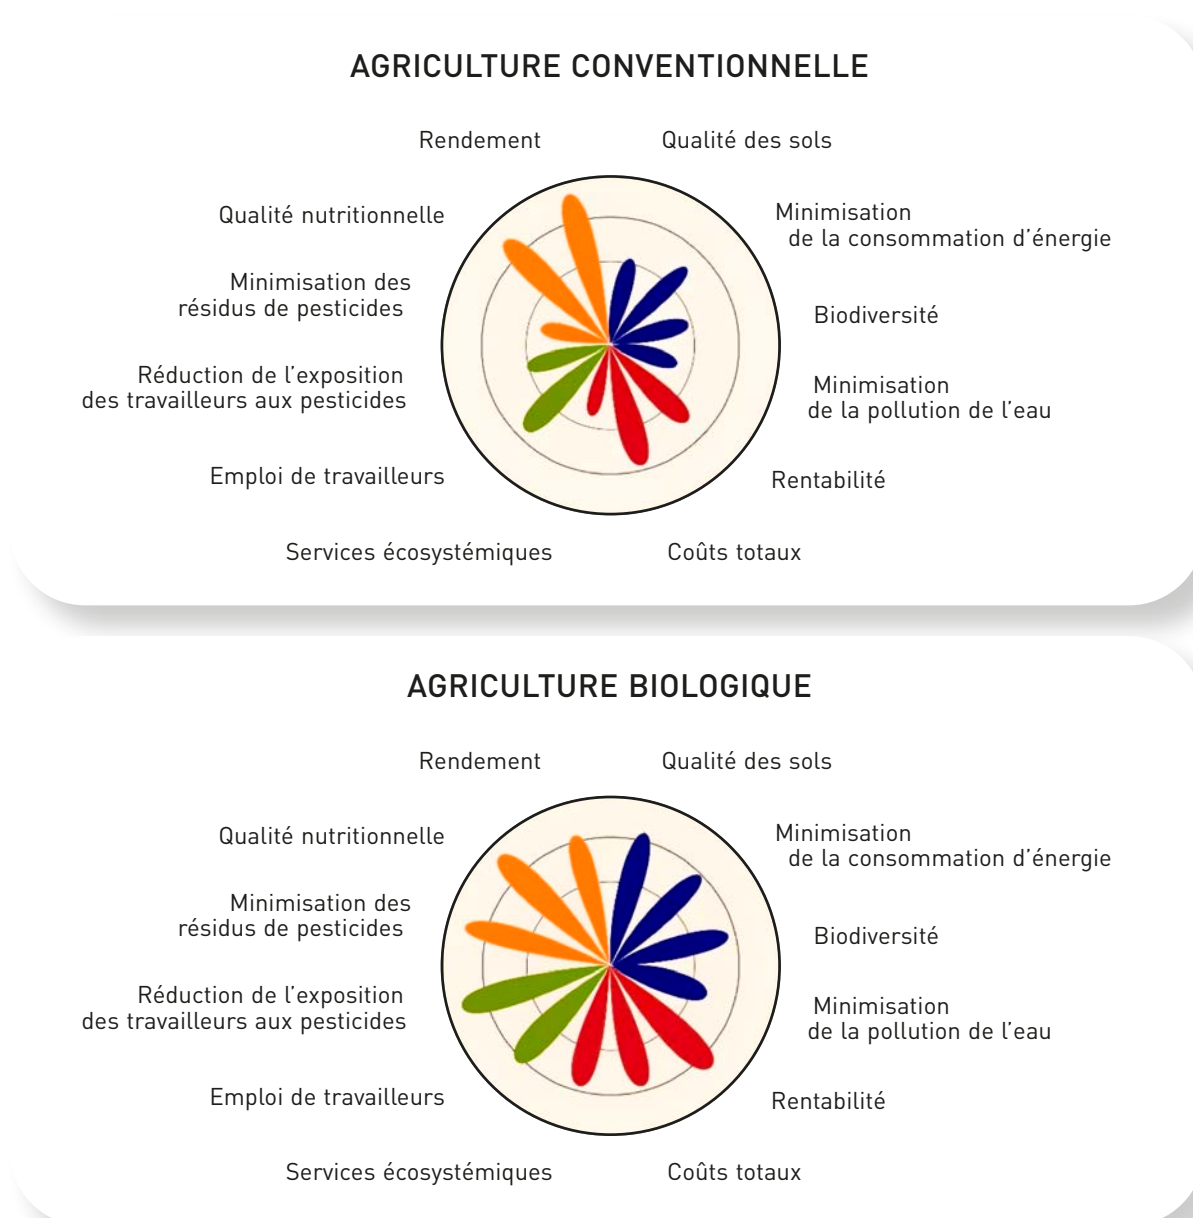 AGRICULTURE CONVENTIONNELLE
Rendement
Qualité des sols
Qualité nutritionnelle
Minimisation
de la consommation d’énergie
Minimisation des
résidus de pesticides
Biodiversité
Réduction de l’exposition
des travailleurs aux pesticides
Minimisation
de la pollution de l’eau
Emploi de travailleurs
Rentabilité
Services écosystémiques
Coûts totaux
AGRICULTURE BIOLOGIQUE
Rendement
Qualité des sols
Qualité nutritionnelle
Minimisation
de la consommation d’énergie
Minimisation des
résidus de pesticides
Biodiversité
Réduction de l’exposition
des travailleurs aux pesticides
Minimisation
de la pollution de l’eau
Emploi de travailleurs
Rentabilité
Services écosystémiques
Coûts totaux